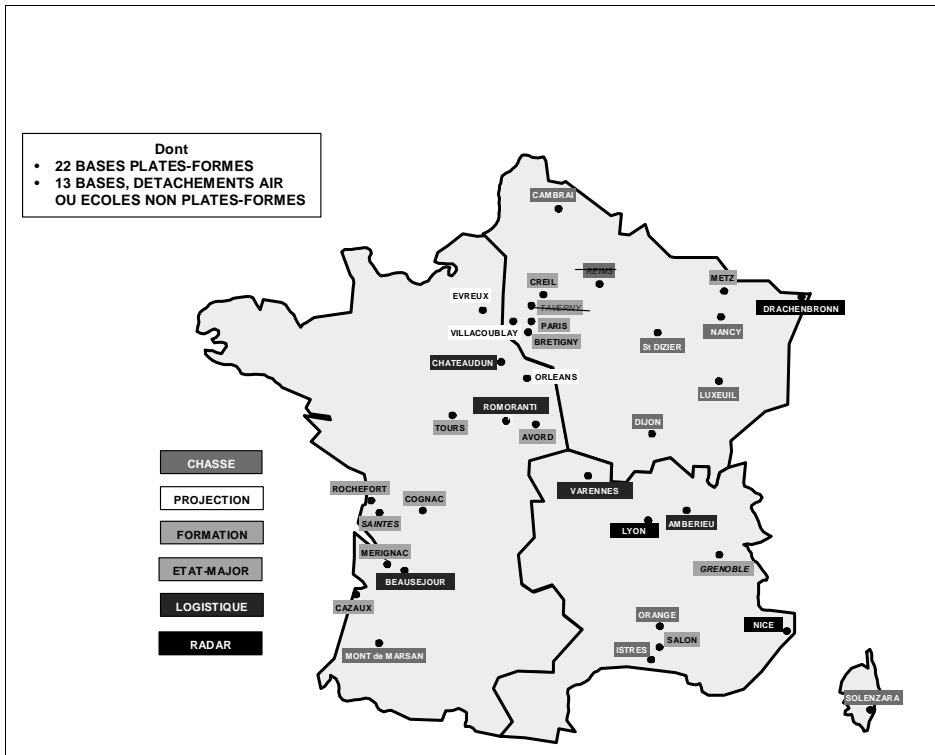 Dont
• 22 BASES PLATES-FORMES
• 13 BASES, DETACHEMENTS AIR
OU ECOLES NON PLATES-FORMES
CAMBRAI
REIMS
METZ
CREIL
EVREUX
TAVERNY
DRACHENBRONN
PARIS
NANCY
VILLACOUBLAY
BRETIGNY
St DIZIER
CHATEAUDUN
ORLEANS
LUXEUIL
ROMORANTI
TOURS
AVORD
DIJON
CHASSE
PROJECTION
FORMATION
ETAT-MAJOR
LOGISTIQUE
RADAR
ROCHEFORT
COGNAC
SAINTES
VARENNES
LYON
AMBERIEU
MERIGNAC
GRENOBLE
BEAUSEJOUR
CAZAUX
ORANGE
NICE
SALON
MONT de MARSAN
ISTRES
SOLENZARA